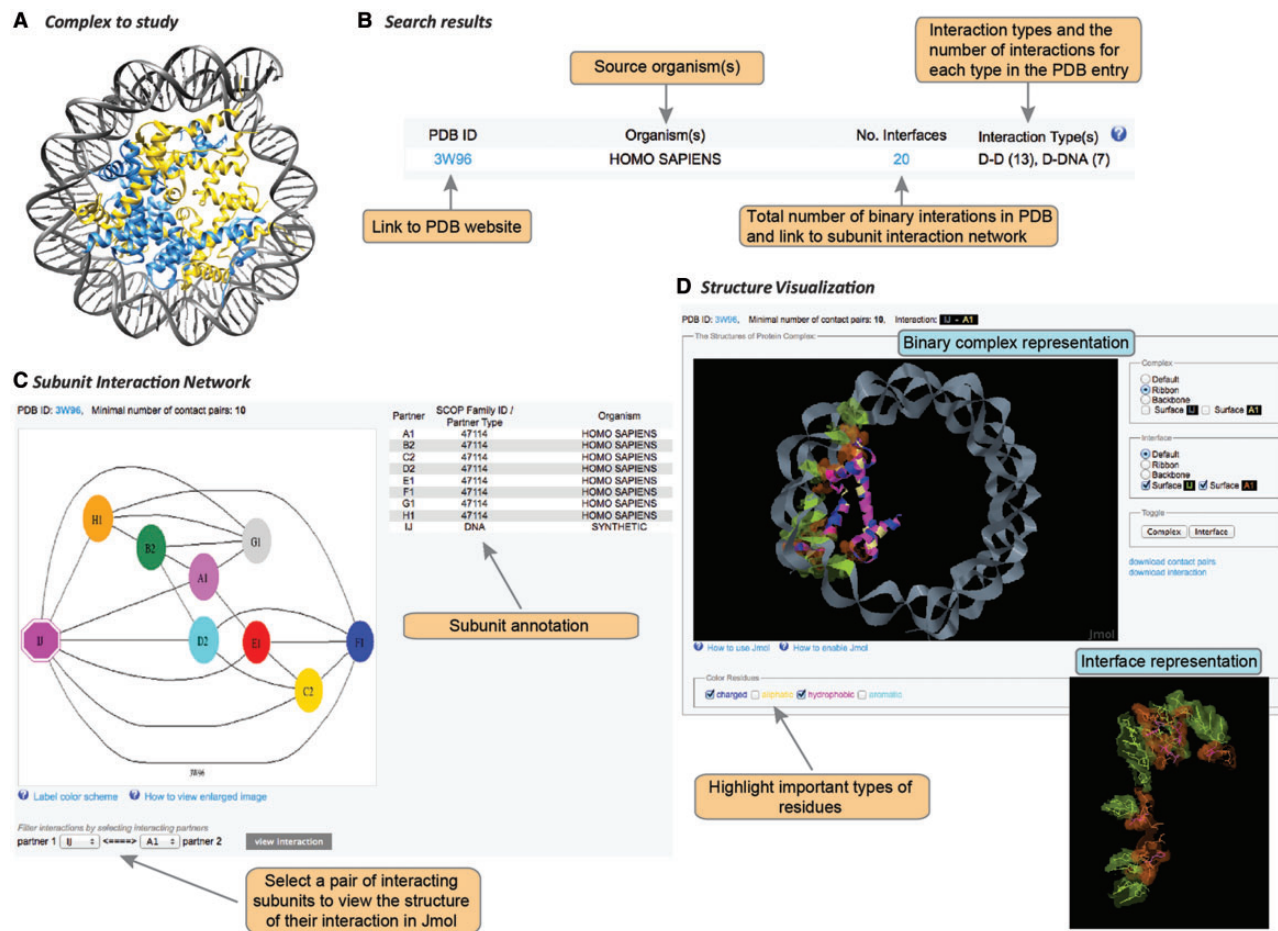 A Complex to study
B Search results
Source organism(s)
Interaction types and the
number of interactions for
each type in the PDB entry
PDB ID Organism(s) No. Interfaces Interaction Type(s) ?
3W96 HOMO SAPIENS 20 D-D (13), D-DNA (7)
Link to PDB website
Total number of binary interations in PDB
and link to subunit interaction network
C Subunit Interaction Network
PDB ID: 3W96, Minimal number of contact pairs: 10
H1
B2
G1
A1
IJ
D2
E1
F1
C2
3W96
? Label color scheme ? How to view enlarged image
Filter interactions by selecting interacting partners
partner 1 IJ <====> A1 partner 2 view interaction
Select a pair of interacting
subunits to view the structure
of their interaction in Jmol
Partner SCOP Family ID / Partner Type Organism
A1 47114 HOMO SAPIENS
B2 47114 HOMO SAPIENS
C2 47114 HOMO SAPIENS
D2 47114 HOMO SAPIENS
E1 47114 HOMO SAPIENS
F1 47114 HOMO SAPIENS
G1 47114 HOMO SAPIENS
H1 47114 HOMO SAPIENS
IJ DNA SYNTHETIC
Subunit annotation
D Structure Visualization
PDB ID: 3W96, Minimal number of contact pairs: 10, Interaction: IJ - A1
The Structures of Protein Complex
Binary complex representation
Jmol
? How to use Jmol ? How to enable Jmol
Color Residues
charged aliphatic hydrophobic aromatic
Highlight important types of
residues
Complex
Default
Ribbon
Backbone
Surface IJ Surface A1
Interface
Default
Ribbon
Backbone
Surface IJ Surface A1
Toggle
Complex Interface
download contact pairs
download interaction
Interface representation